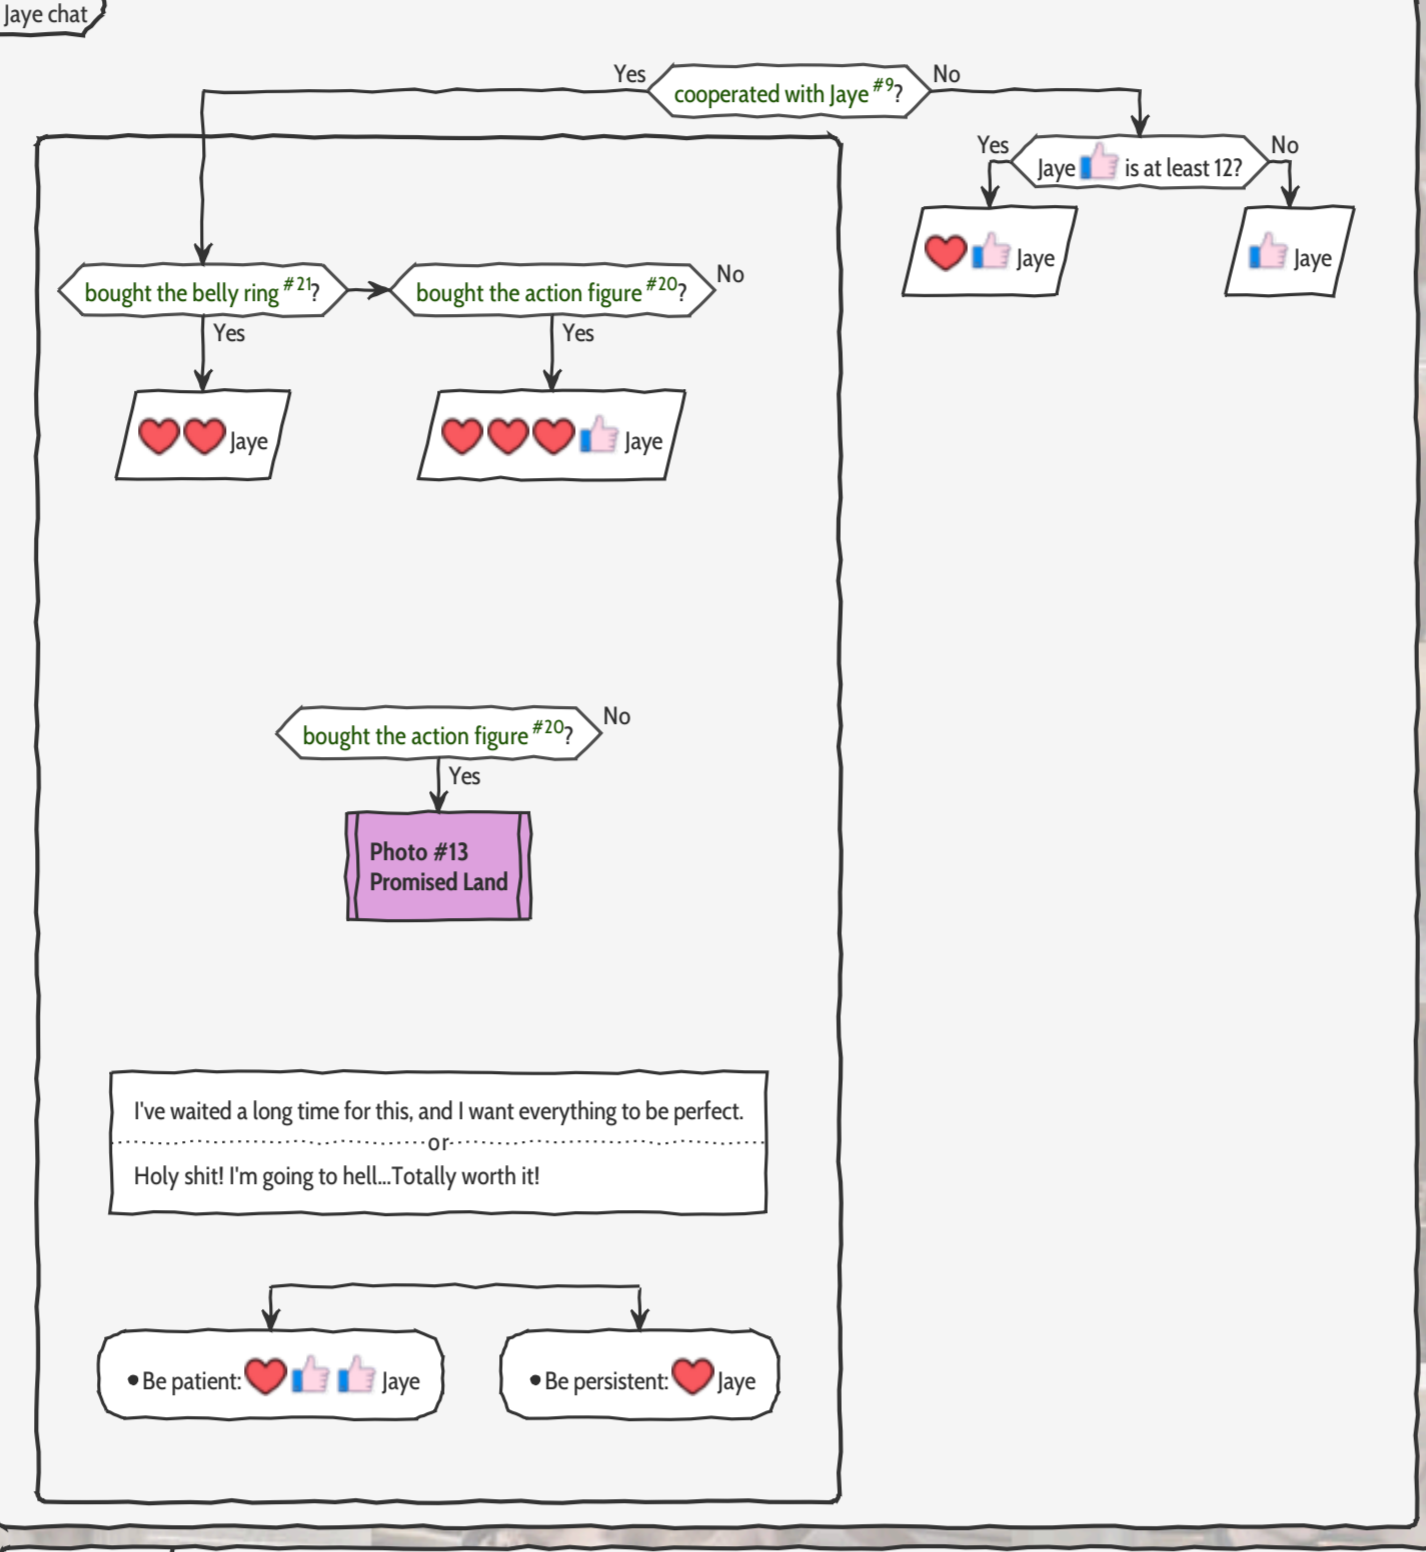 Jaye chat
Yes
cooperated with Jaye #9?
No
Yes
Jaye is at least 12?
No
Jaye
Jaye
bought the belly ring #21?
bought the action figure #20?
No
Yes
Yes
Jaye
Jaye
bought the action figure #20?
No
Yes
Photo #13
Promised Land
I've waited a long time for this, and I want everything to be perfect.
or
Holy shit! I'm going to hell...Totally worth it!
•Be patient: Jaye
•Be persistent: Jaye